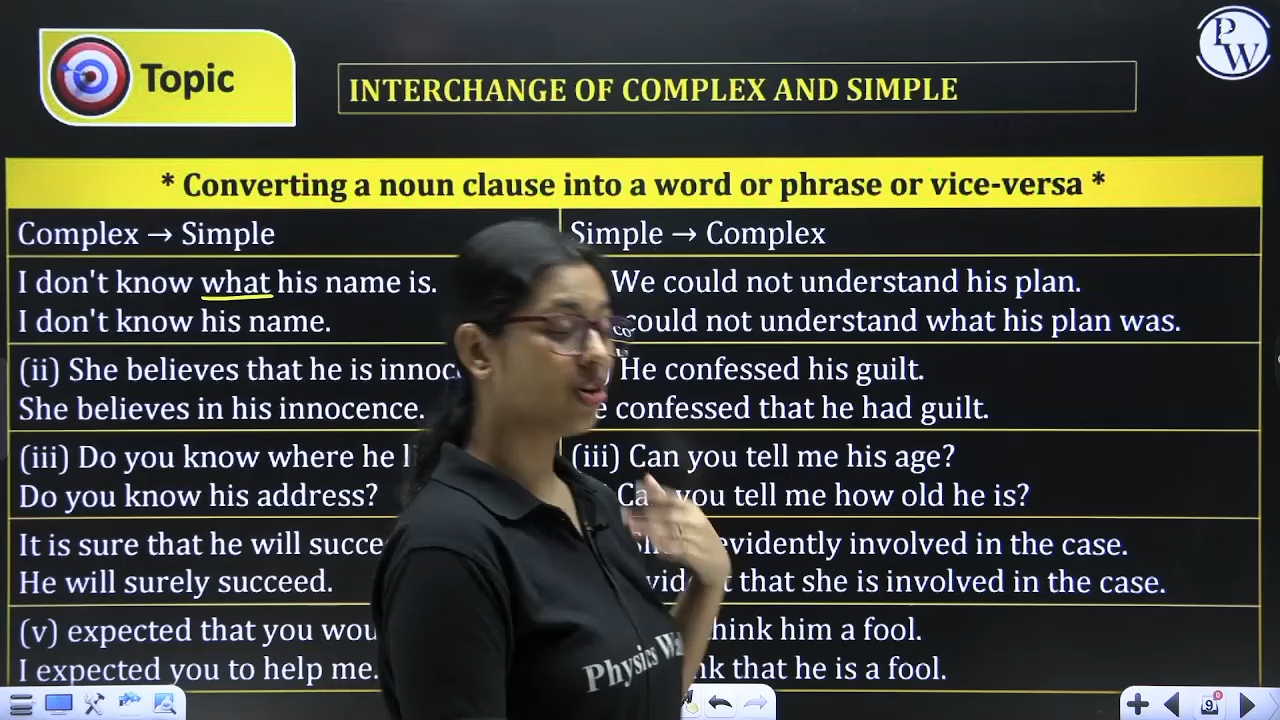 Topic
INTERCHANGE OF COMPLEX AND SIMPLE
PW
* Converting a noun clause into a word or phrase or vice-versa *
Complex → Simple
Simple → Complex
I don't know what his name is.
I don't know his name.
We could not understand his plan.
could not understand what his plan was.
(ii) She believes that he is
She believes in his innocence.
He confessed his guilt.
confessed that he had guilt.
(iii) Do you know where he
Do you know his address?
(iii) Can you tell me his age?
you tell me how old he is?
It is sure that he will
He will surely succeed.
evidently involved in the case.
that she is involved in the case.
(v) expected that you
I expected you to help me.
him a fool.
that he is a fool.
Physics
9